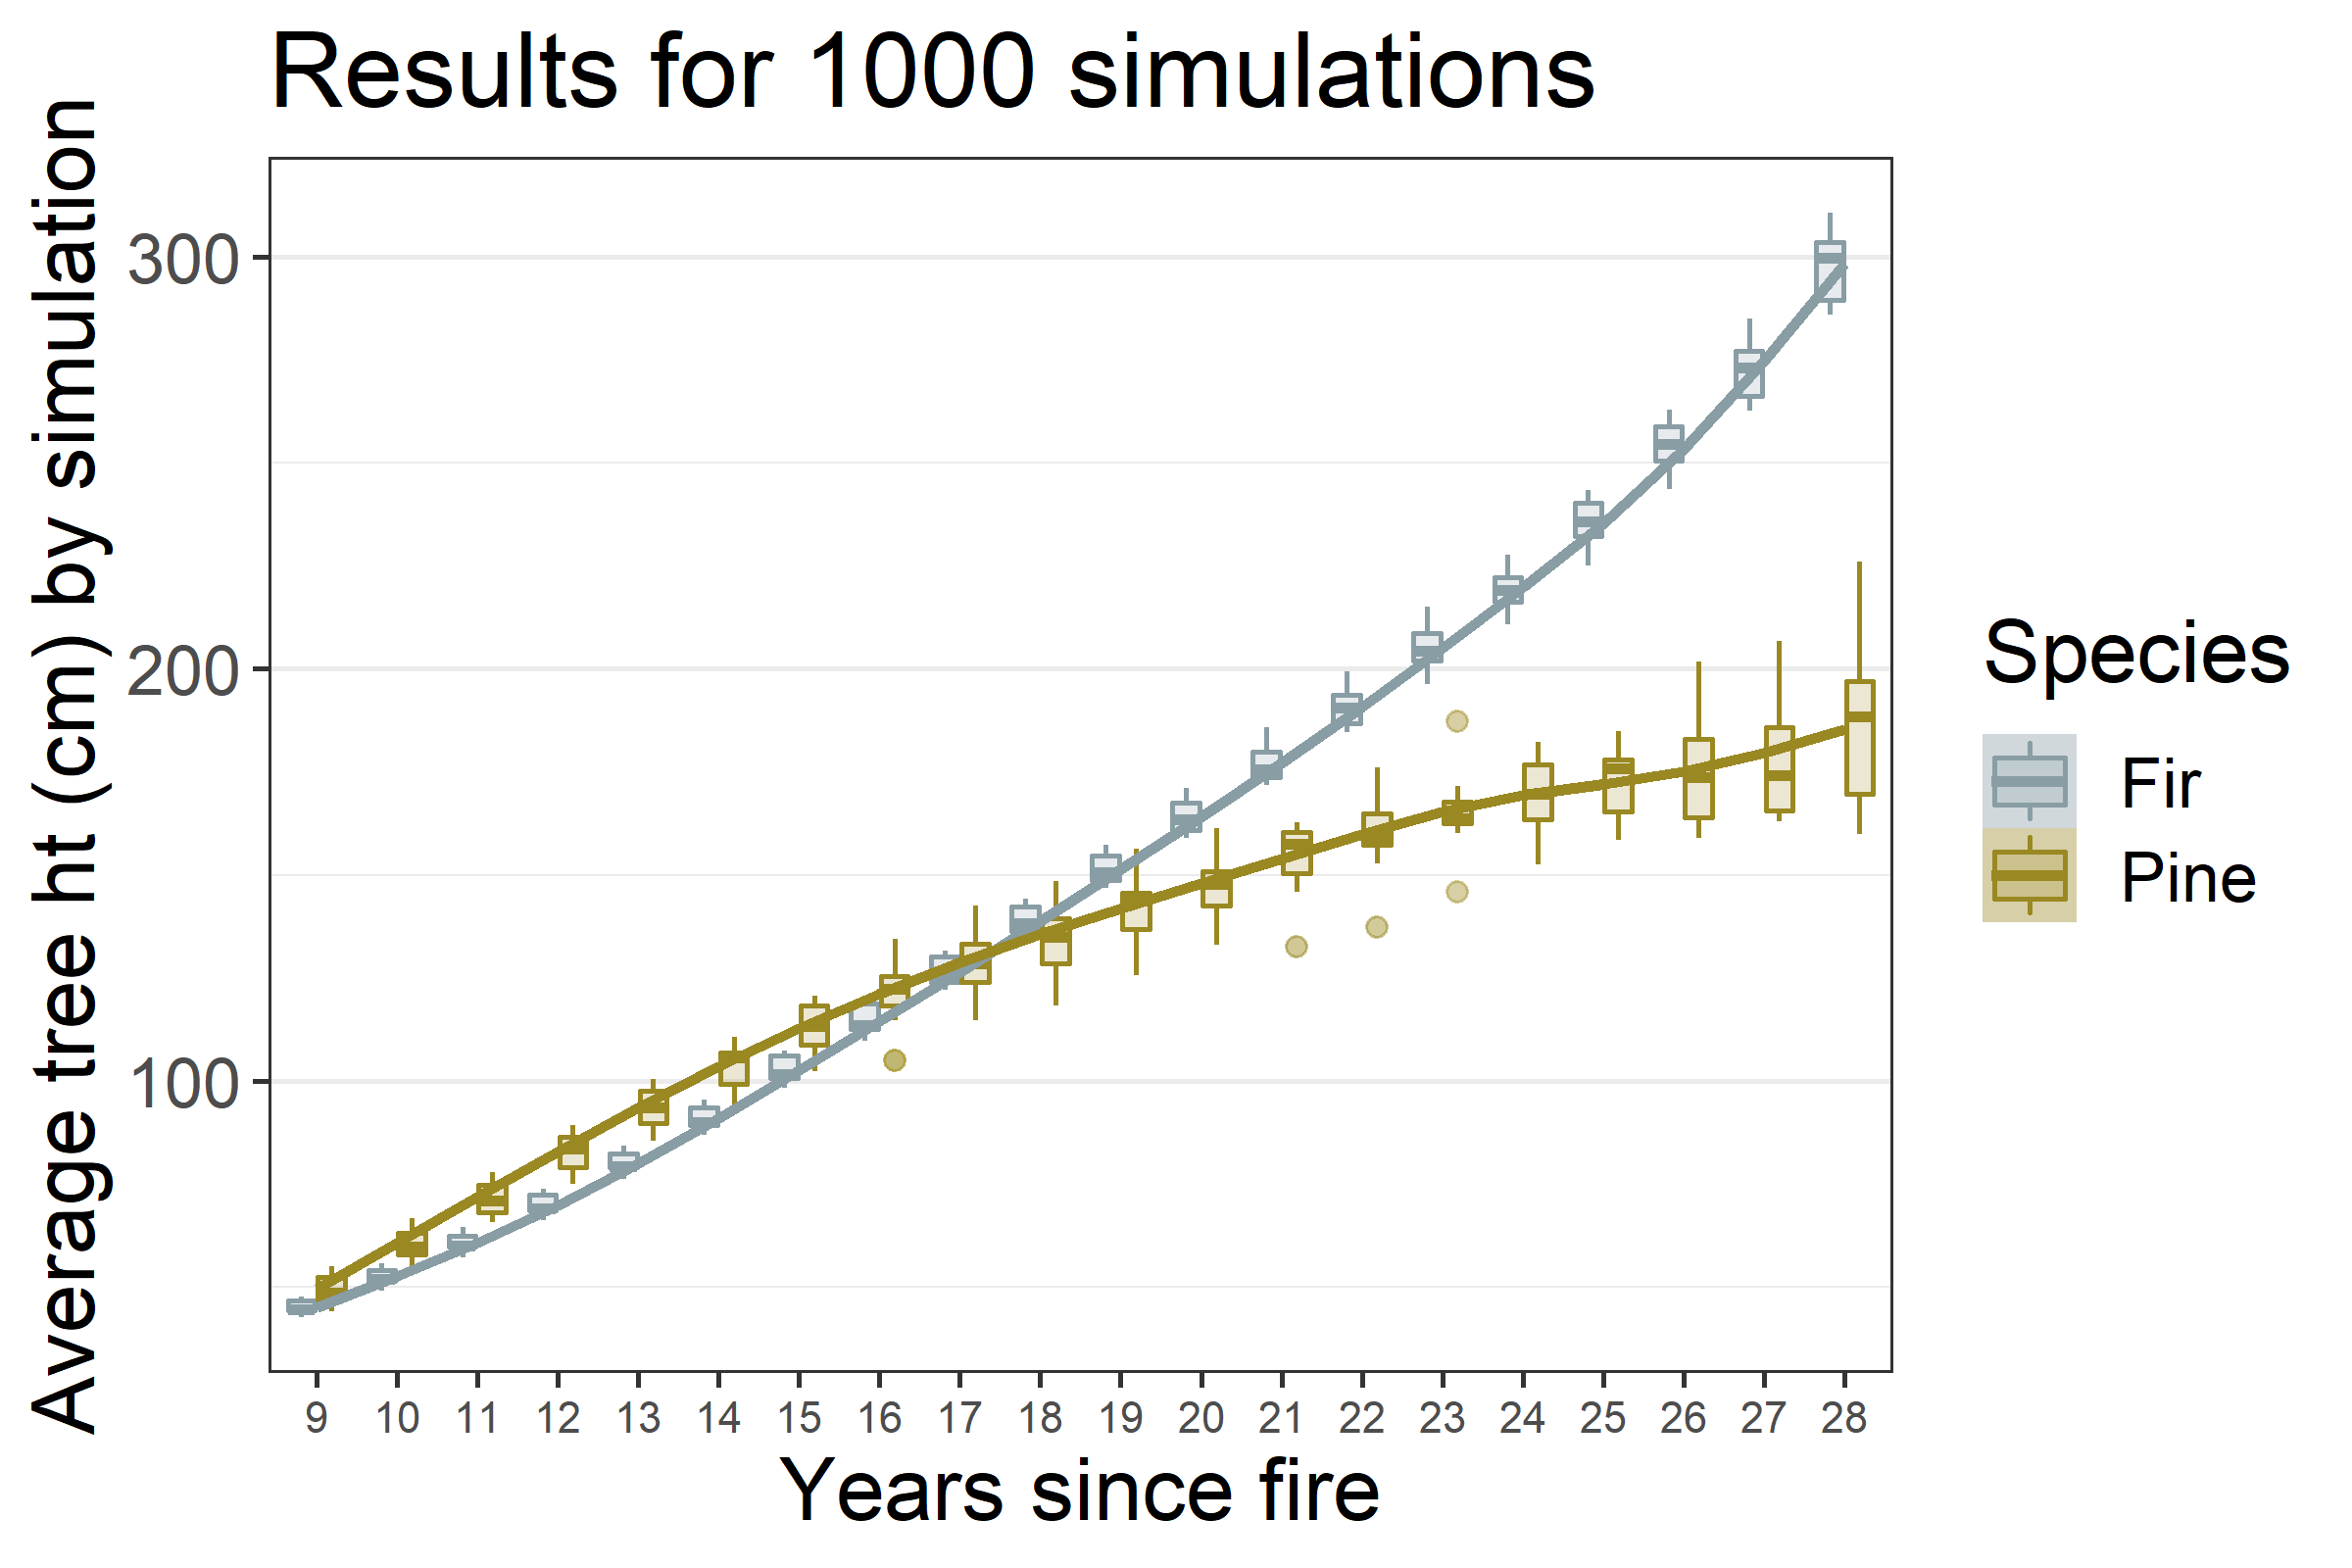 Results for 1000 simulations
Average tree ht (cm) by simulation
300
200
100
9 10 11 12 13 14 15 16 17 18 19 20 21 22 23 24 25 26 27 28
Years since fire
Species
Fir
Pine